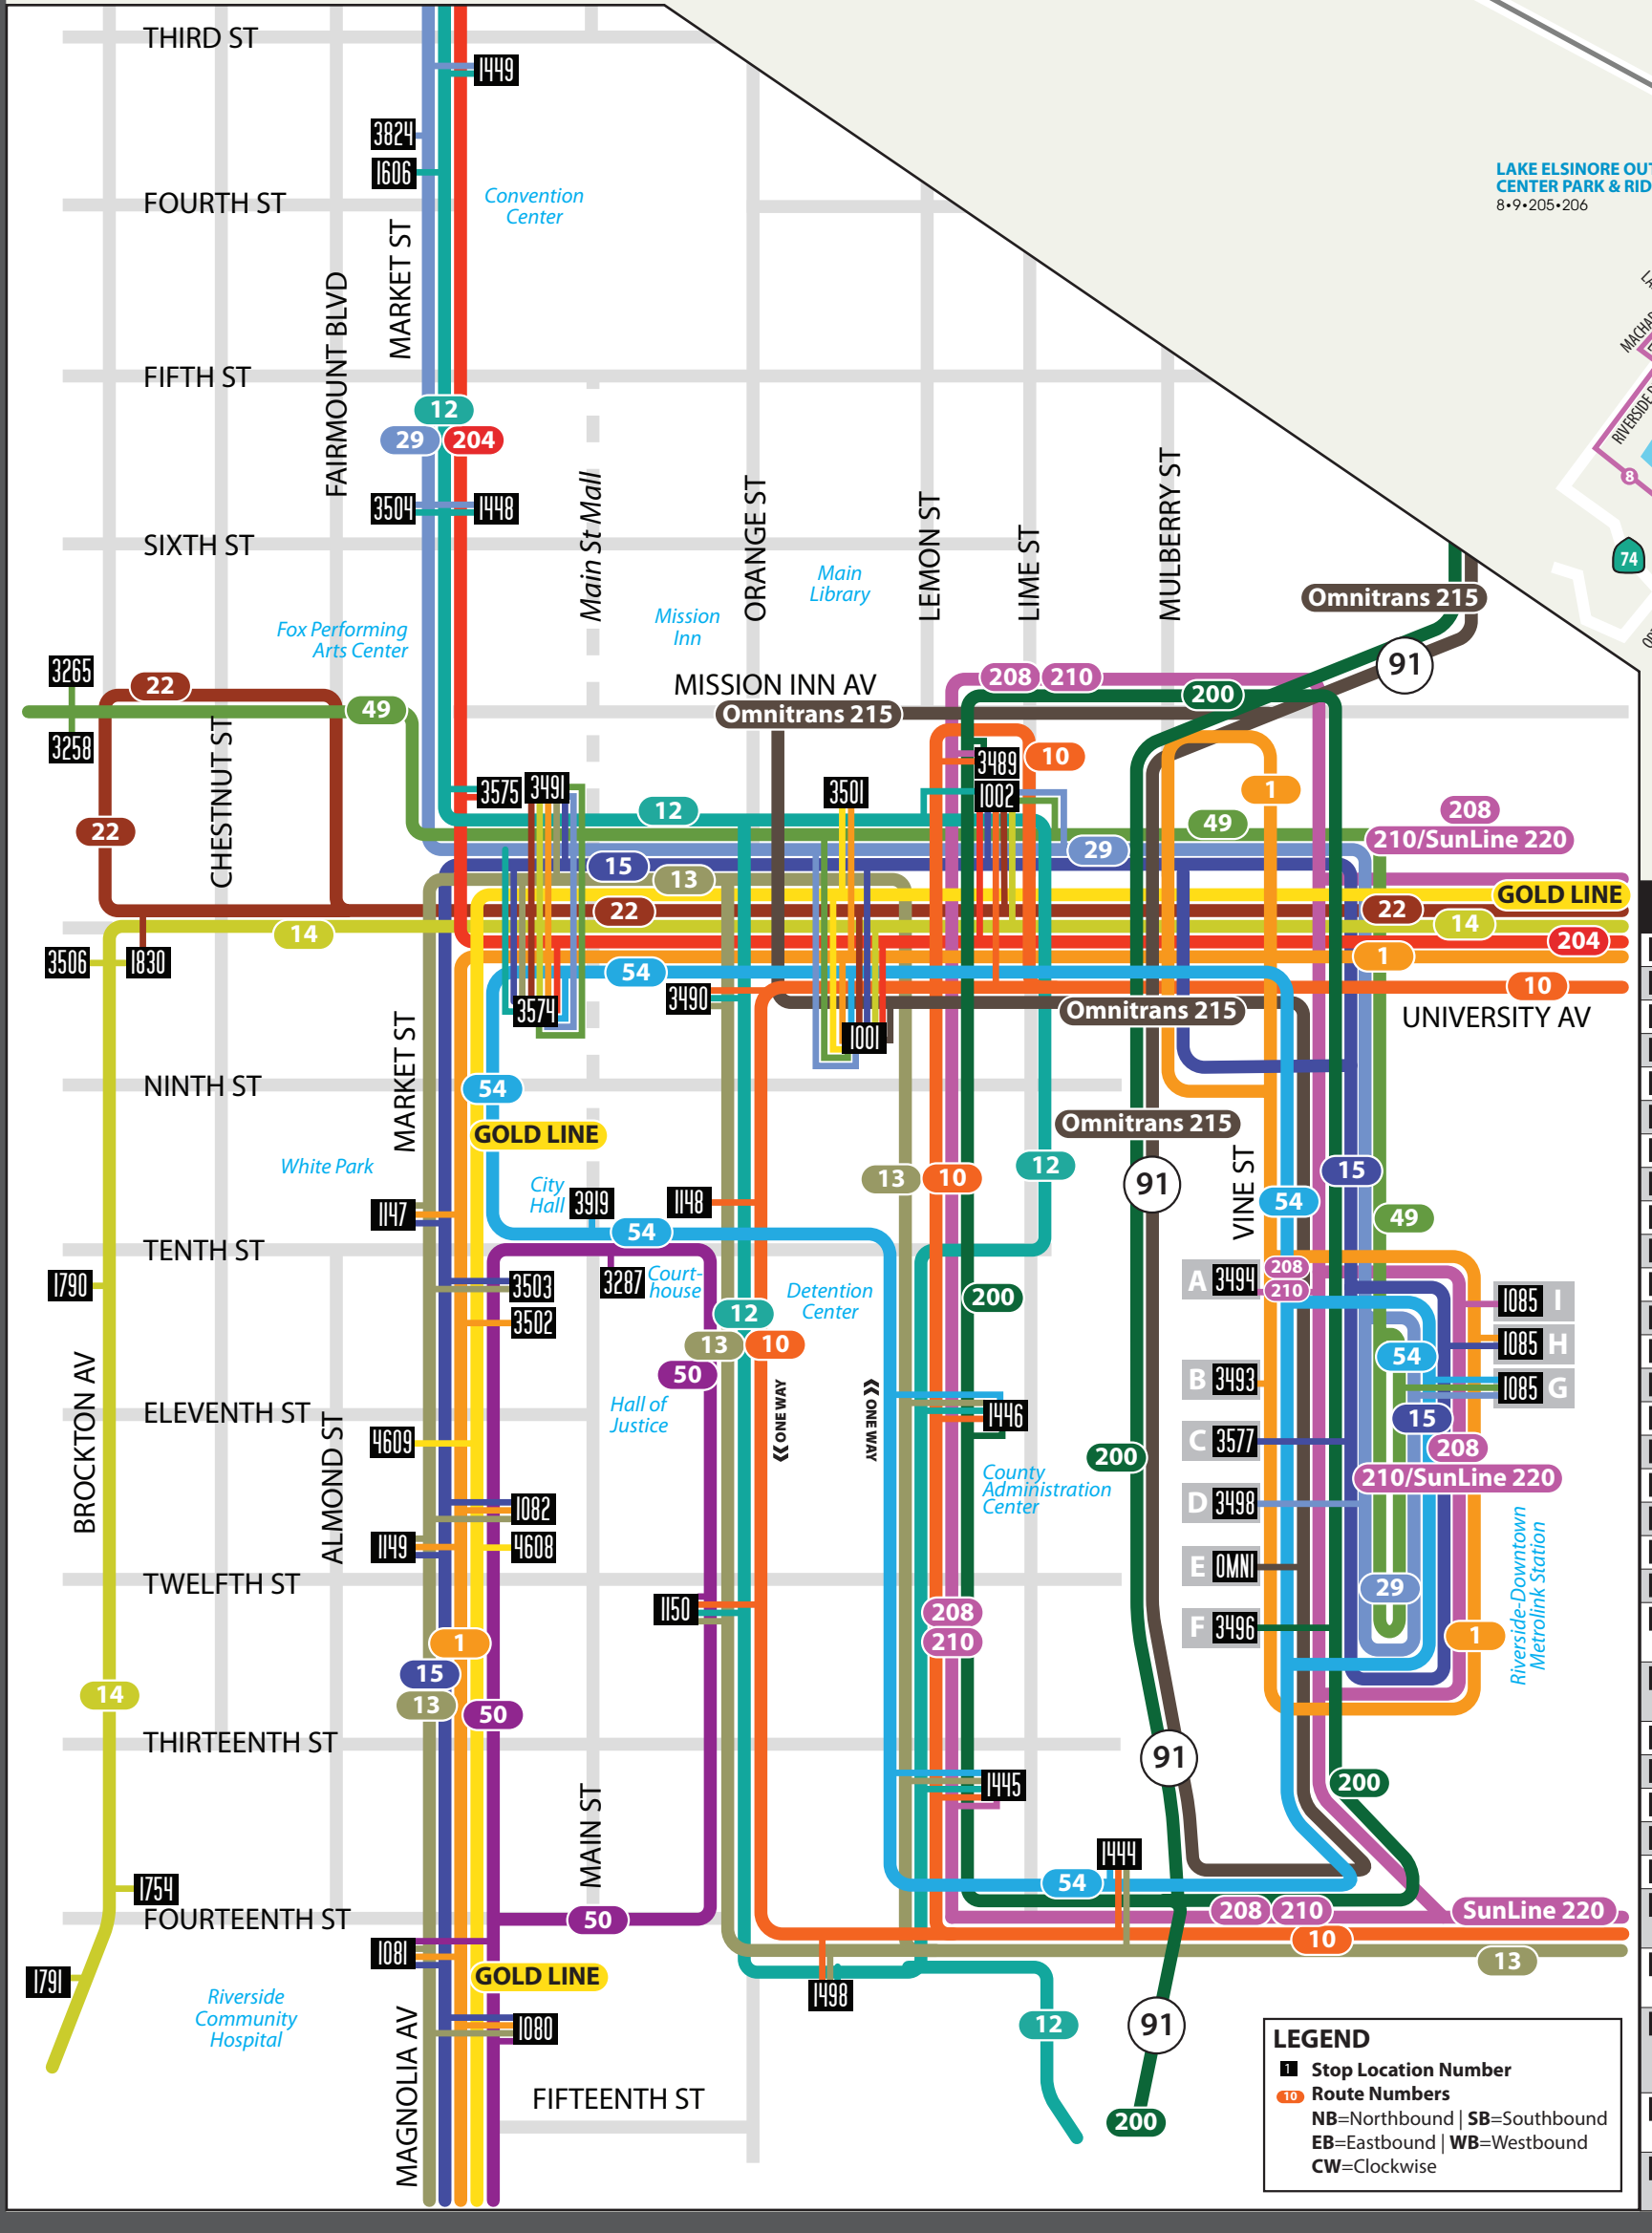 THIRD ST
1449
3824
1606
LAKE ELSINORE OU
CENTER PARK & RID
8•9•205•206
FOURTH ST
Convention
Center
MARKET ST
FAIRMOUNT BLVD
MACHA
RIVERSIDE
8
74
FIFTH ST
12
29
204
3504
1448
SIXTH ST
Main St Mall
ORANGE ST
LEMON ST
LIME ST
MULBERRY ST
Main
Library
Mission
Inn
Fox Performing
Arts Center
Omnitrans 215
91
3265
22
49
3258
MISSION INN AV
208
210
200
Omnitrans 215
CHESTNUT ST
3575
3491
3501
3489
1002
10
1
22
12
49
208
210/SunLine 220
29
15
13
GOLD LINE
22
22
14
14
204
1
3506
1830
54
3490
3574
1001
10
Omnitrans 215
UNIVERSITY AV
MARKET ST
NINTH ST
54
GOLD LINE
Omnitrans 215
White Park
City
Hall
3919
1148
13
10
12
91
VINE ST
15
54
49
1147
54
TENTH ST
1790
3503
3287
Court-
house
Detention
Center
200
A
3494
208
210
1085
I
3502
12
13
10
50
54
1085
H
BROCKTON AV
ALMOND ST
B
3493
1085
G
ELEVENTH ST
Hall of
Justice
ONE WAY
ONE WAY
1446
15
4609
200
C
3577
208
210/SunLine 220
County
Administration
Center
D
3498
1082
1149
4608
E
OMNI
TWELFTH ST
29
Riverside-Downtown
Metrolink Station
1150
208
210
F
3496
1
1
15
13
50
14
THIRTEENTH ST
91
1445
200
MAIN ST
1444
1754
54
FOURTEENTH ST
50
208
210
SunLine 220
10
1081
13
GOLD LINE
1791
1498
Riverside
Community
Hospital
MAGNOLIA AV
1080
12
91
FIFTEENTH ST
200
LEGEND
1
Stop Location Number
10
Route Numbers
NB=Northbound | SB=Southbound
EB=Eastbound | WB=Westbound
CW=Clockwise